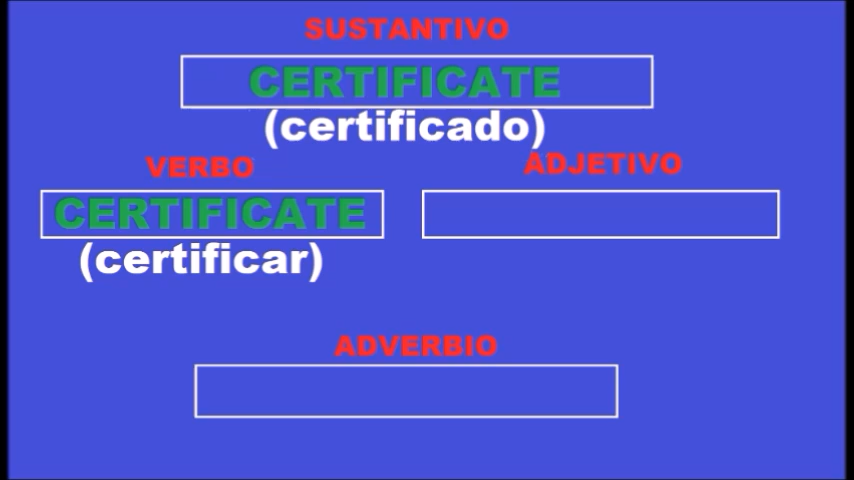 SUSTANTIVO
CERTIFICATE
(certificado)
VERBO
ADJETIVO
CERTIFICATE
(certificar)
ADVERBIO